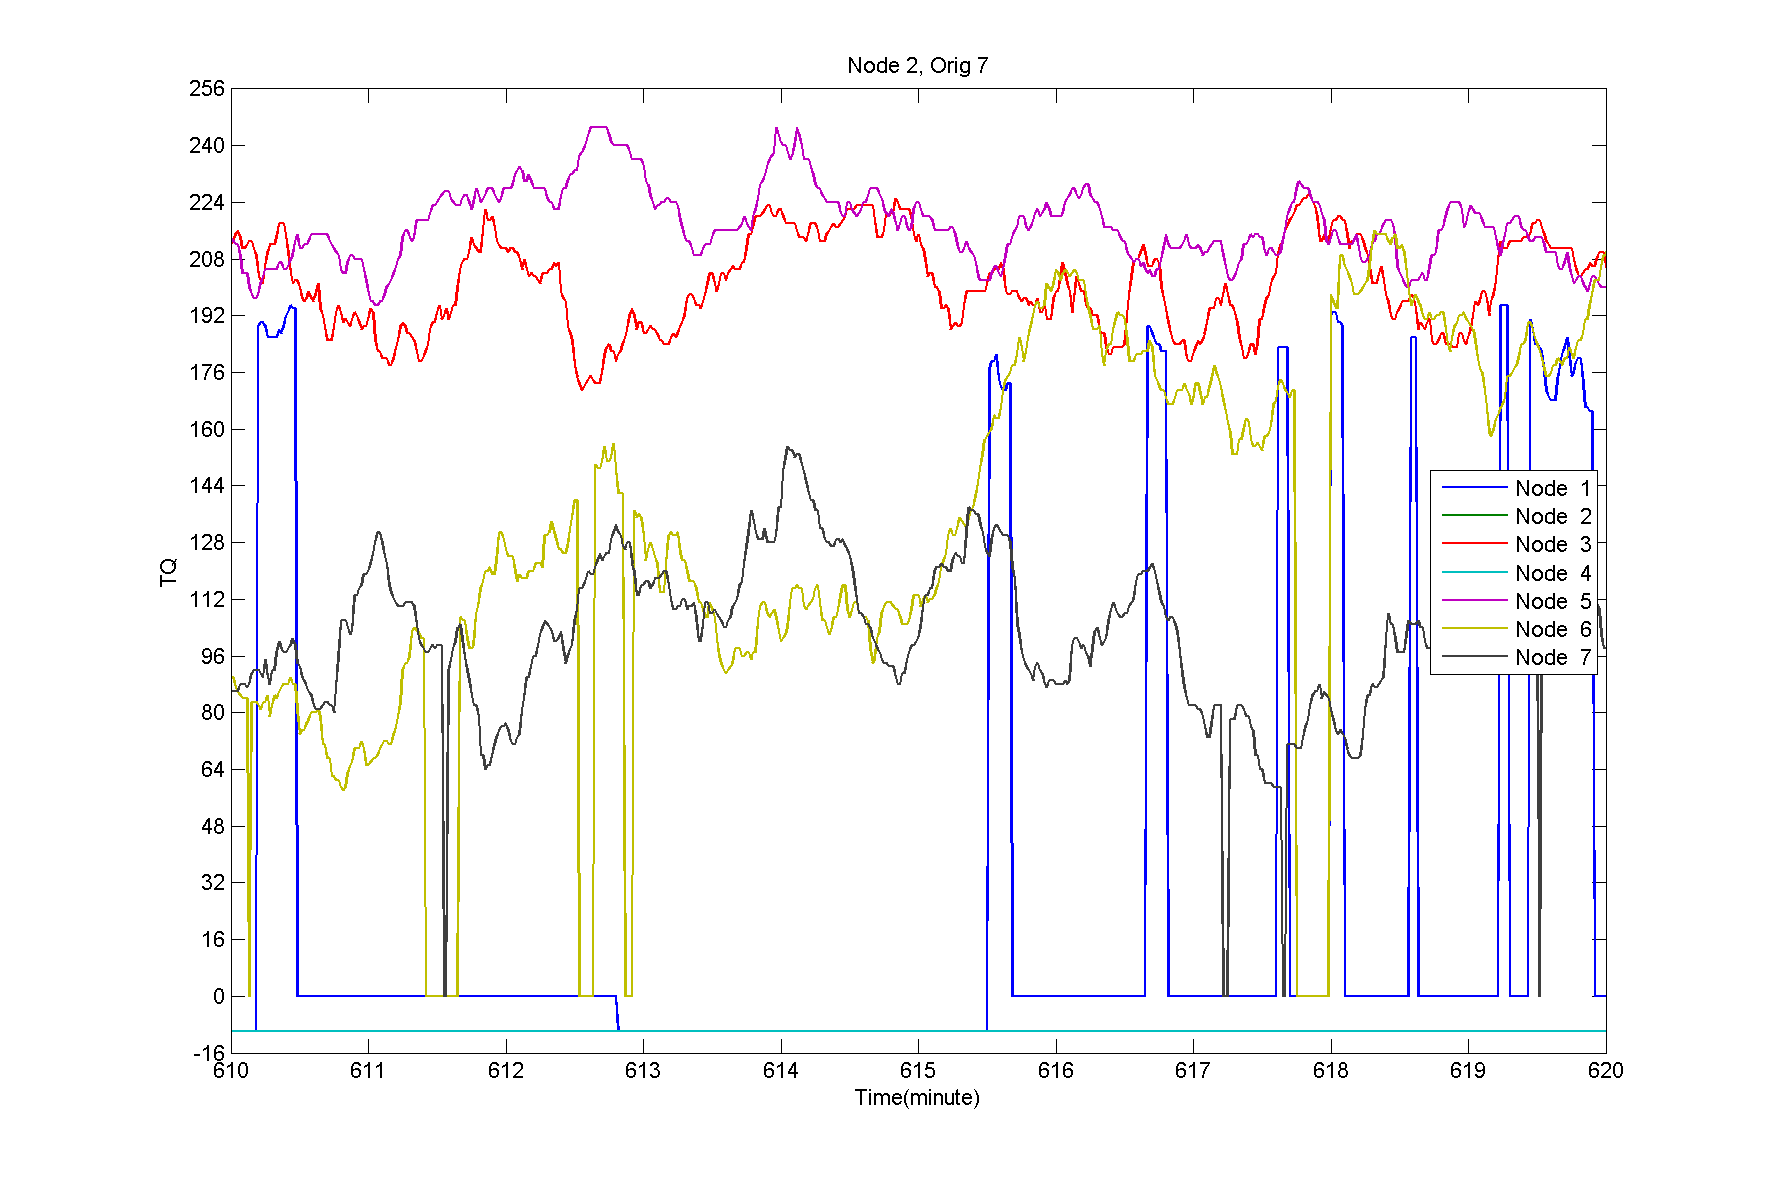 Node 2, Orig 7
256
240
224
208
192
176
160
144
128
112
96
80
64
48
32
16
0
-16
TQ
Node 1
Node 2
Node 3
Node 4
Node 5
Node 6
Node 7
610 611 612 613 614 615 616 617 618 619 620
Time(minute)